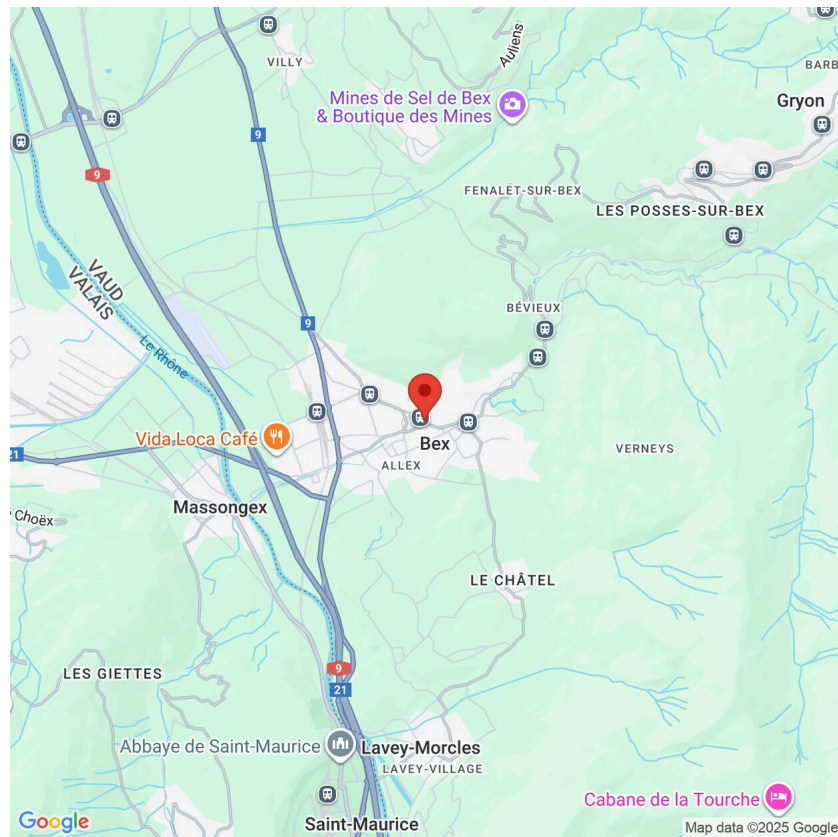 VILLY
Auliens
BARB
Mines de Sel de Bex
& Boutique des Mines
Gryon
9
9
FENALET-SUR-BEX
LES POSSES-SUR-BEX
VAUD
VALAIS
BÉVIEUX
9
Le Rhône
Vida Loca Café
Bex
VERNEYS
21
ALLEX
Massongex
Choëx
LE CHÂTEL
LES GIETTES
9
21
Abbaye de Saint-Maurice
Lavey-Morcles
LAVEY-VILLAGE
Cabane de la Tourche
Saint-Maurice
Google
Map data ©2025 Google